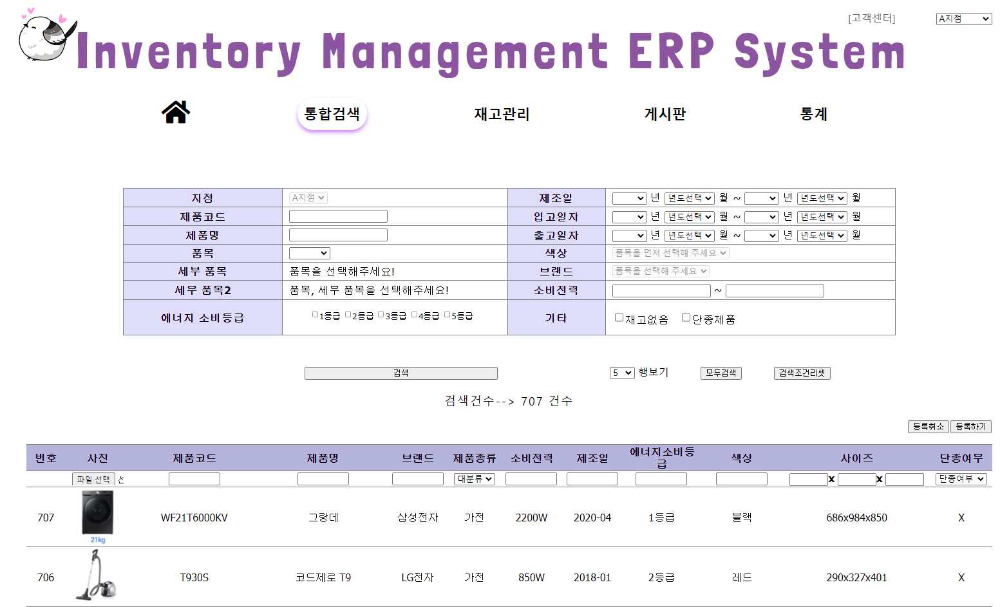 [고객센터] A지점
Inventory Management ERP System
통합검색 재고관리 게시판 통계
지점 A지점 제조일 년 년도선택 월 ~ 년 년도선택 월
제품코드 입고일자 년 년도선택 월 ~ 년 년도선택 월
제품명 출고일자 년 년도선택 월 ~ 년 년도선택 월
품목 색상 품목을 먼저 선택해 주세요
세부 품목 품목을 선택해주세요! 브랜드 품목을 선택해 주세요
세부 품목2 품목, 세부 품목을 선택해주세요! 소비전력 ~
에너지 소비등급 1등급 2등급 3등급 4등급 5등급 기타 재고없음 단종제품
검색 5 행보기 모두검색 검색조건리셋
검색건수--> 707 건수
등록취소 등록하기
번호 사진 제품코드 제품명 브랜드 제품종류 소비전력 제조일 에너지소비등급 색상 사이즈 단종여부
파일 선택 대분류 x x 단종여부
707 WF21T6000KV 그랑데 삼성전자 가전 2200W 2020-04 1등급 블랙 686x984x850 X
21kg
706 T930S 코드제로 T9 LG전자 가전 850W 2018-01 2등급 레드 290x327x401 X